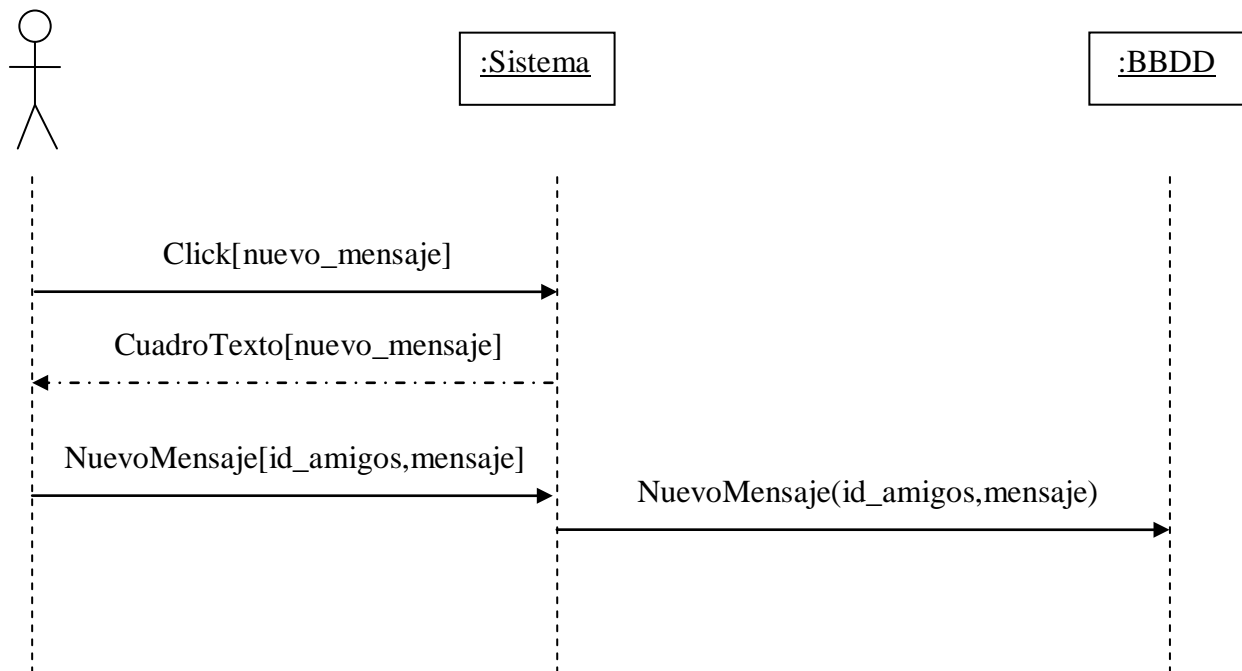 :Sistema
:BBDD
Click[nuevo_mensaje]
CuadroTexto[nuevo_mensaje]
NuevoMensaje[id_amigos,mensaje]
NuevoMensaje(id_amigos,mensaje)